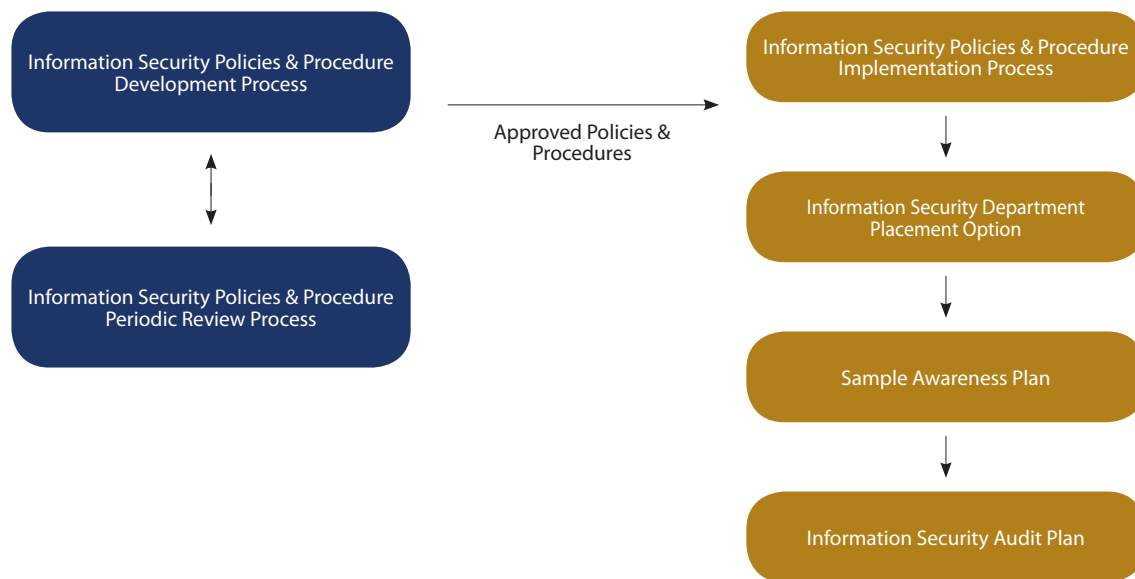 Information Security Policies & Procedure
Development Process
Information Security Policies & Procedure
Periodic Review Process
Approved Policies &
Procedures
Information Security Policies & Procedure
Implementation Process
Information Security Department
Placement Option
Sample Awareness Plan
Information Security Audit Plan